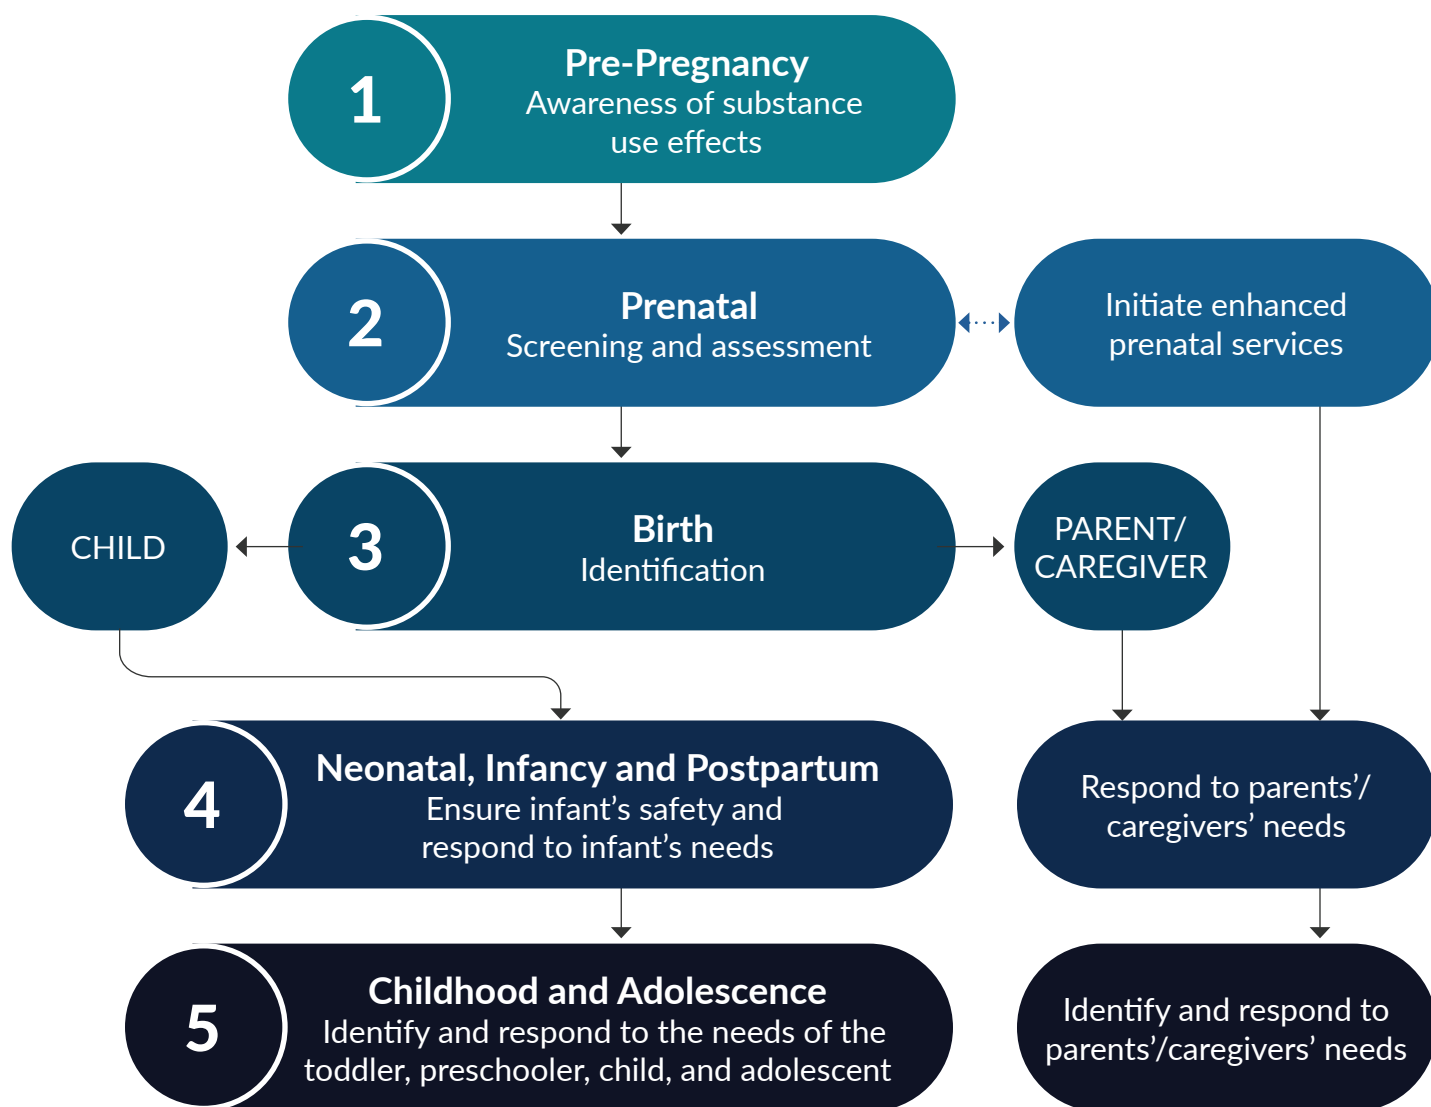 1
Pre-Pregnancy
Awareness of substance
use effects
2
Prenatal
Screening and assessment
Initiate enhanced
prenatal services
CHILD
3
Birth
Identification
PARENT/
CAREGIVER
4
Neonatal, Infancy and Postpartum
Ensure infant’s safety and
respond to infant’s needs
Respond to parents’/
caregivers’ needs
5
Childhood and Adolescence
Identify and respond to the needs of the
toddler, preschooler, child, and adolescent
Identify and respond to
parents’/caregivers’ needs